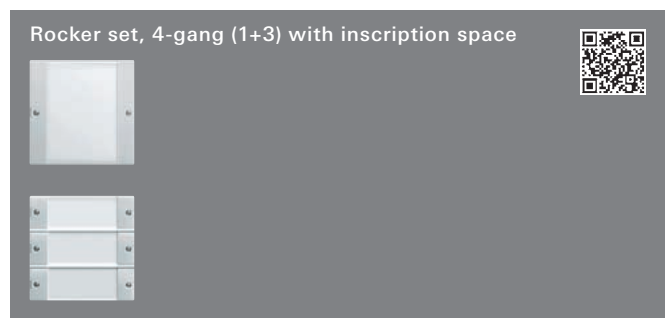 Rocker set, 4-gang (1+3) with inscription space